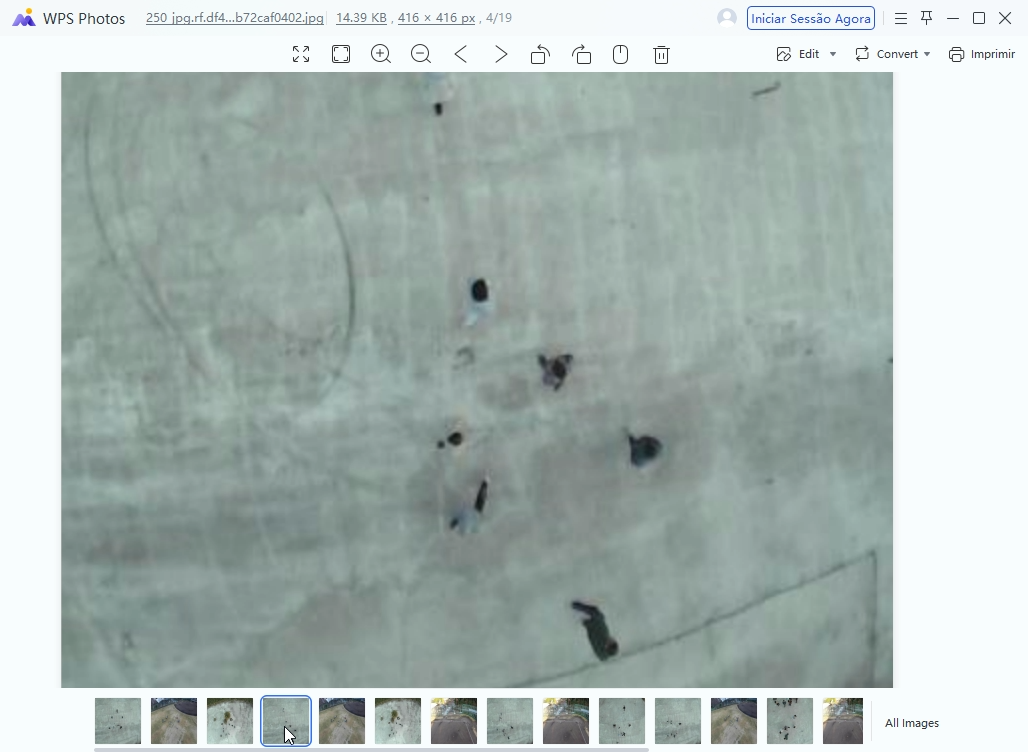 WPS Photos 250 jpg.rf.df4...b72caf0402.jpg 14.39 KB , 416 × 416 px , 4/19 Iniciar Sessão Agora
Edit Convert Imprimir
All Images